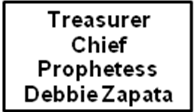 Treasurer
Chief
Prophetess
Debbie Zapata